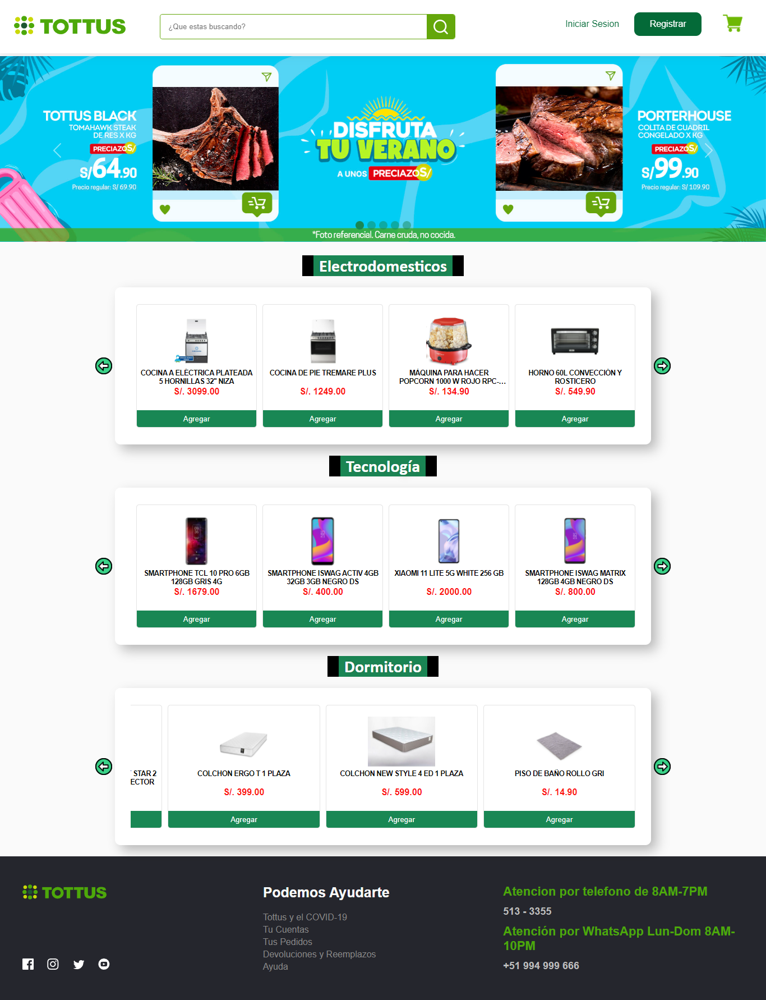 TOTTUS
¿Que estas buscando?
Iniciar Sesion
Registrar
TOTTUS BLACK
TOMAHAWK STEAK
DE RES X KG
PRECIAZO S/
S/64.90
Precio regular: S/ 69.90
DISFRUTA
TU VERANO
A UNOS PRECIAZO S/
PORTERHOUSE
COLITA DE CUADRIL
CONGELADO X KG
PRECIAZO S/
S/99.90
Precio regular: S/ 109.90
*Foto referencial. Carne cruda, no cocida.
Electrodomesticos
COCINA A ELÉCTRICA PLATEADA
5 HORNILLAS 32" NIZA
S/. 3099.00
Agregar
COCINA DE PIE TREMARE PLUS
S/. 1249.00
Agregar
MÁQUINA PARA HACER
POPCORN 1000 W ROJO RPC-...
S/. 134.90
Agregar
HORNO 60L CONVECCIÓN Y
ROSTICERO
S/. 549.90
Agregar
Tecnología
SMARTPHONE TCL 10 PRO 6GB
128GB GRIS 4G
S/. 1679.00
Agregar
SMARTPHONE ISWAG ACTIV 4GB
32GB 3GB NEGRO DS
S/. 400.00
Agregar
XIAOMI 11 LITE 5G WHITE 256 GB
S/. 2000.00
Agregar
SMARTPHONE ISWAG MATRIX
128GB 4GB NEGRO DS
S/. 800.00
Agregar
Dormitorio
STAR 2
ECTOR
COLCHON ERGO T 1 PLAZA
S/. 399.00
Agregar
COLCHON NEW STYLE 4 ED 1 PLAZA
S/. 599.00
Agregar
PISO DE BAÑO ROLLO GRI
S/. 14.90
Agregar
TOTTUS
Podemos Ayudarte
Tottus y el COVID-19
Tu Cuentas
Tus Pedidos
Devoluciones y Reemplazos
Ayuda
Atencion por telefono de 8AM-7PM
513 - 3355
Atención por WhatsApp Lun-Dom 8AM-
10PM
+51 994 999 666